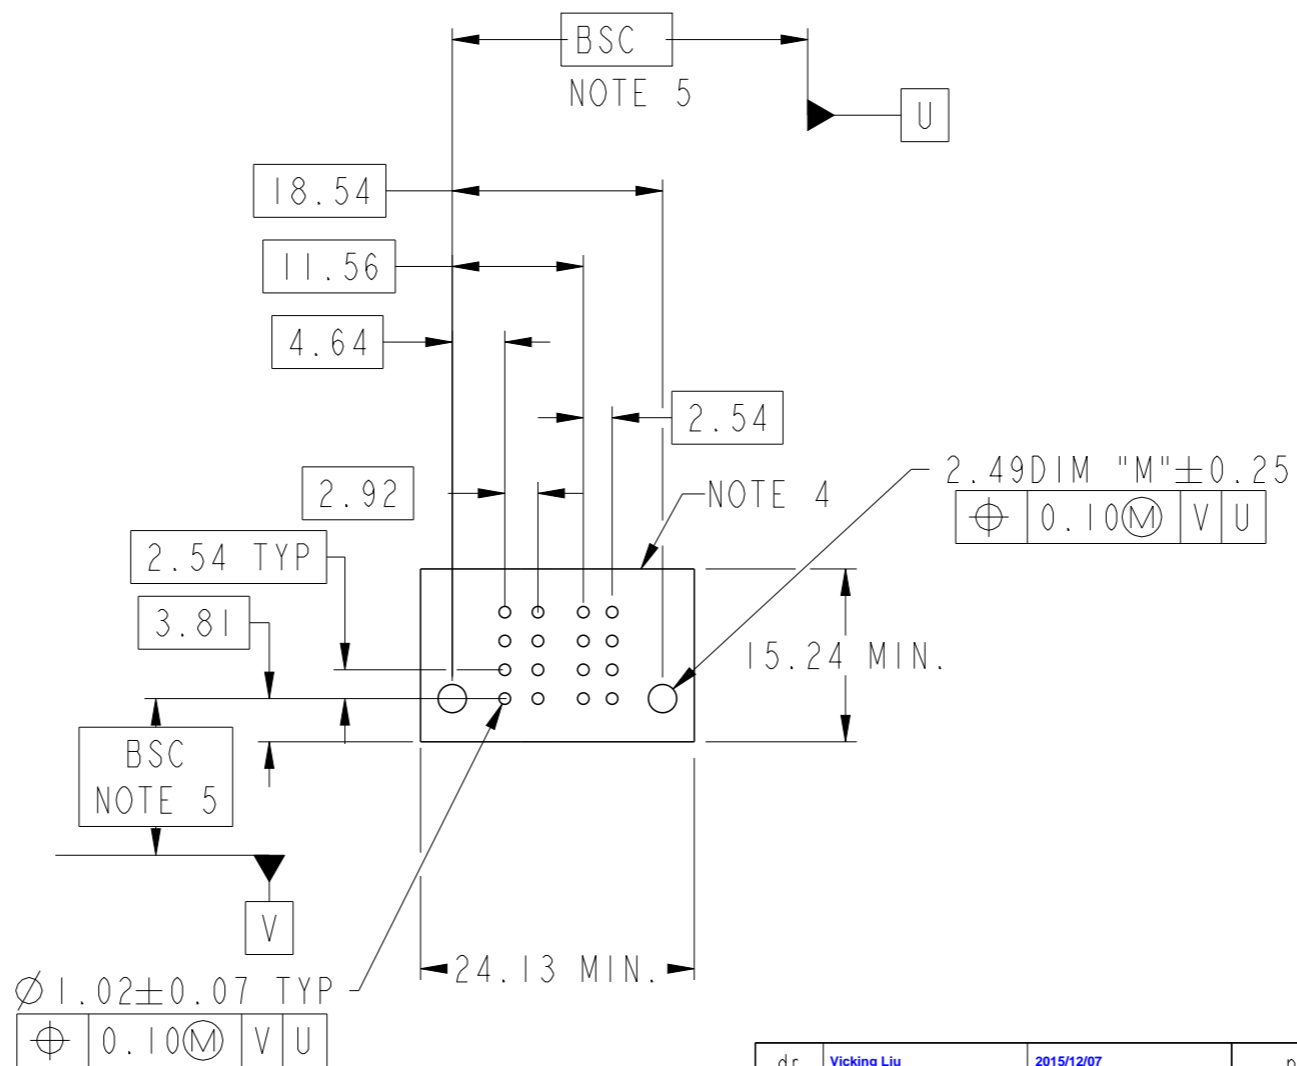 BSC
NOTE 5
U
18.54
11.56
4.64
2.54
2.92
NOTE 4
2.49DIM "M"±0.25
⌖ 0.10Ⓜ V U
2.54 TYP
3.81
15.24 MIN.
BSC
NOTE 5
V
24.13 MIN.
Ø1.02±0.07 TYP
⌖ 0.10Ⓜ V U
dr Vicking Liu 2015/12/07